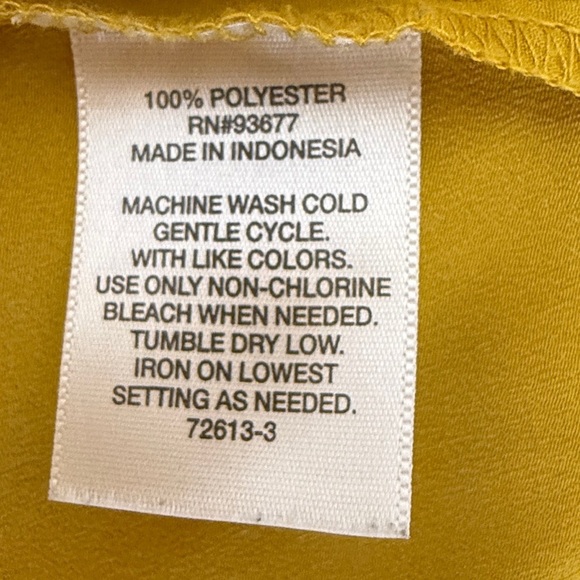 100% POLYESTER
RN#93677
MADE IN INDONESIA
MACHINE WASH COLD
GENTLE CYCLE.
WITH LIKE COLORS.
USE ONLY NON-CHLORINE
BLEACH WHEN NEEDED.
TUMBLE DRY LOW.
IRON ON LOWEST
SETTING AS NEEDED.
72613-3